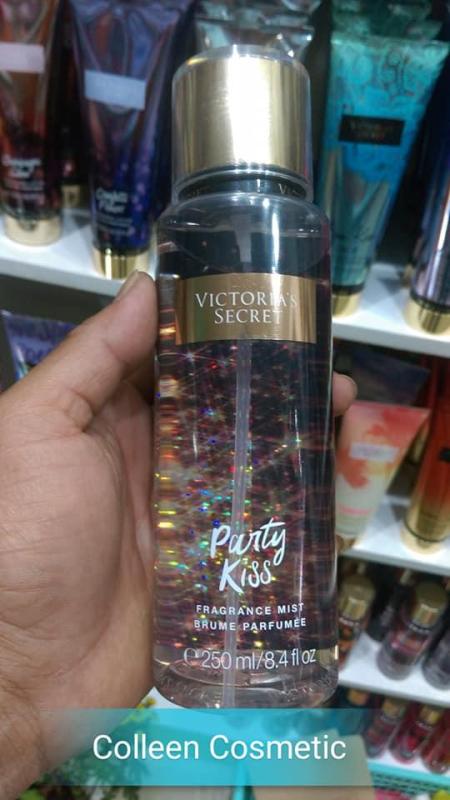 VICTORIA'S
SECRET
Party
Kiss
FRAGRANCE MIST
BRUME PARFUMÉE
℮ 250 ml/8.4 fl oz
Colleen Cosmetic